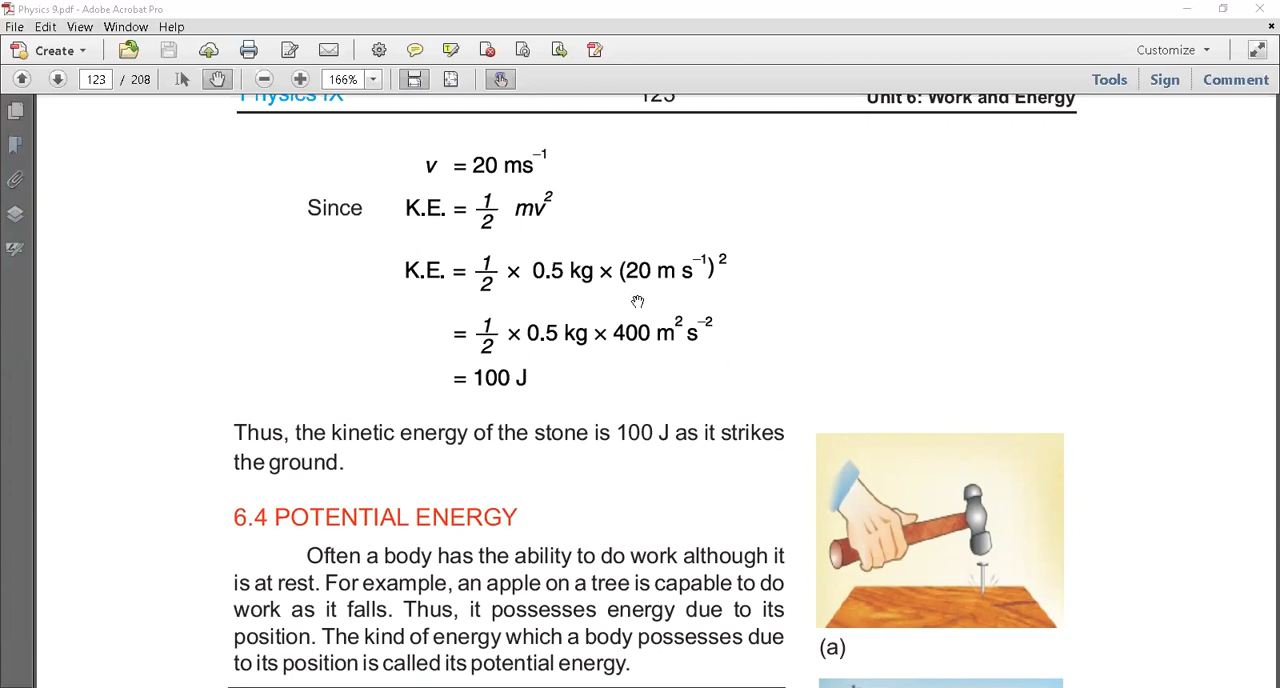 Physics 9.pdf - Adobe Acrobat Pro
File Edit View Window Help
Create
Customize
123 / 208
166%
Tools Sign Comment
Physics IX 123 Unit 6: Work and Energy
v = 20 ms⁻¹
Since K.E. = 1/2 mv²
K.E. = 1/2 × 0.5 kg × (20 m s⁻¹)²
= 1/2 × 0.5 kg × 400 m² s⁻²
= 100 J
Thus, the kinetic energy of the stone is 100 J as it strikes
the ground.
6.4 POTENTIAL ENERGY
Often a body has the ability to do work although it
is at rest. For example, an apple on a tree is capable to do
work as it falls. Thus, it possesses energy due to its
position. The kind of energy which a body possesses due
to its position is called its potential energy.
(a)